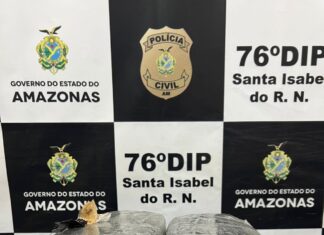 GOVERNO DO ESTADO DO
AMAZONAS
POLÍCIA
CIVIL
AM
76ºDIP
Santa Isabel
do R. N.
GOVERNO DO ESTADO DO
AMAZONAS
76ºDIP
Santa Isabel
do R. N.
GOVERNO DO ESTADO DO
AMAZONAS